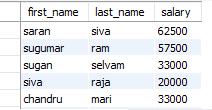 first_name last_name salary
saran siva 62500
sugumar ram 57500
sugan selvam 33000
siva raja 20000
chandru mari 33000